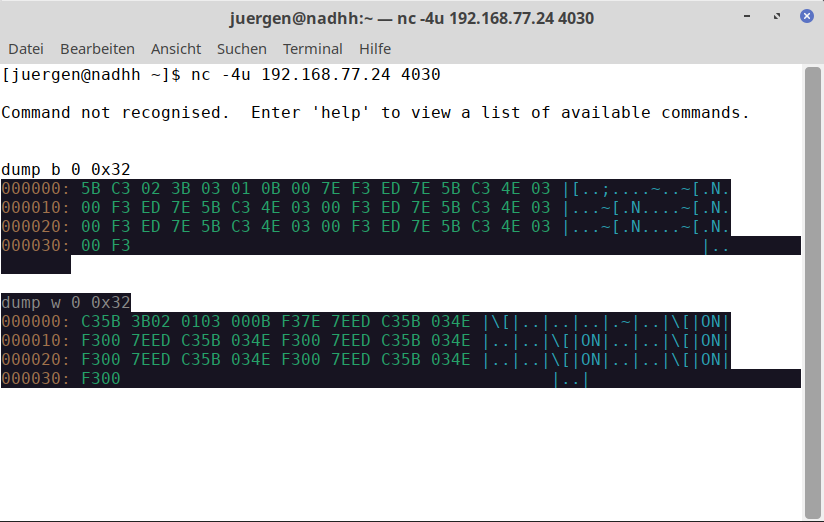 juergen@nadhh:~ — nc -4u 192.168.77.24 4030
Datei Bearbeiten Ansicht Suchen Terminal Hilfe
[juergen@nadhh ~]$ nc -4u 192.168.77.24 4030
Command not recognised.  Enter 'help' to view a list of available commands.
dump b 0 0x32
000000: 5B C3 02 3B 03 01 0B 00 7E F3 ED 7E 5B C3 4E 03 |[..;....~..~[.N.
000010: 00 F3 ED 7E 5B C3 4E 03 00 F3 ED 7E 5B C3 4E 03 |...~[.N....~[.N.
000020: 00 F3 ED 7E 5B C3 4E 03 00 F3 ED 7E 5B C3 4E 03 |...~[.N....~[.N.
000030: 00 F3 |..
dump w 0 0x32
000000: C35B 3B02 0103 000B F37E 7EED C35B 034E |\[|..|..|..|.~|..|\[|ON|
000010: F300 7EED C35B 034E F300 7EED C35B 034E |..|..|\[|ON|..|..|\[|ON|
000020: F300 7EED C35B 034E F300 7EED C35B 034E |..|..|\[|ON|..|..|\[|ON|
000030: F300 |..|